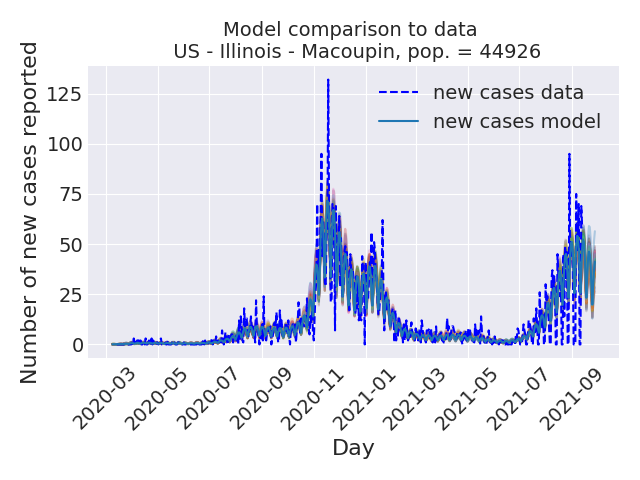 Model comparison to data
US - Illinois - Macoupin, pop. = 44926
Number of new cases reported
125
100
75
50
25
0
new cases data
new cases model
2020-03
2020-05
2020-07
2020-09
2020-11
2021-01
2021-03
2021-05
2021-07
2021-09
Day